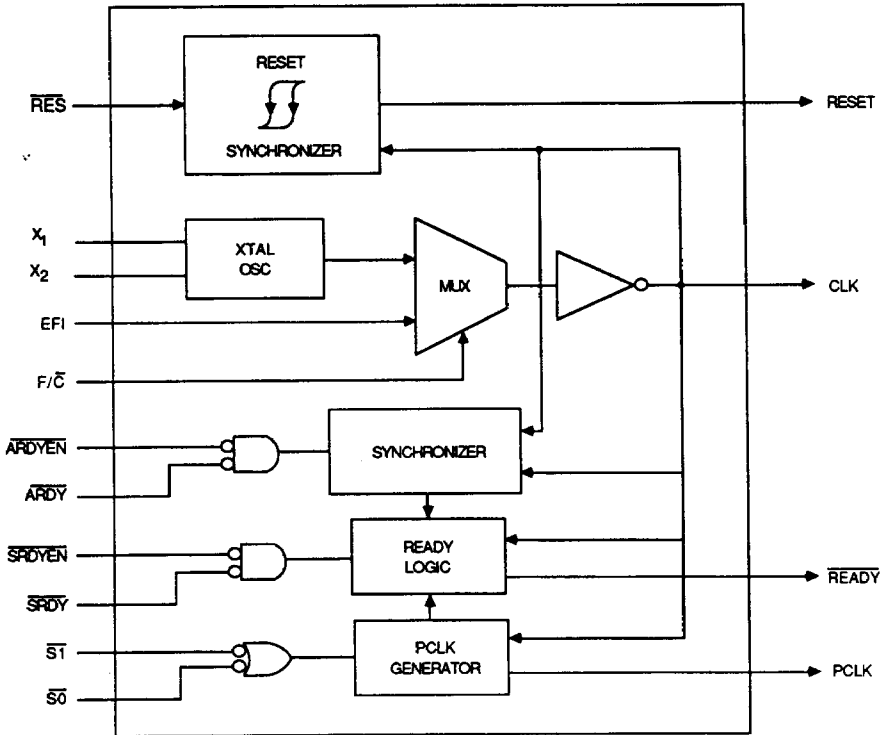 RES
RESET
SYNCHRONIZER
RESET
X1
X2
XTAL
OSC
MUX
CLK
EFI
F/C
ARDYEN
ARDY
SYNCHRONIZER
SRDYEN
SRDY
READY
LOGIC
READY
S1
S0
PCLK
GENERATOR
PCLK